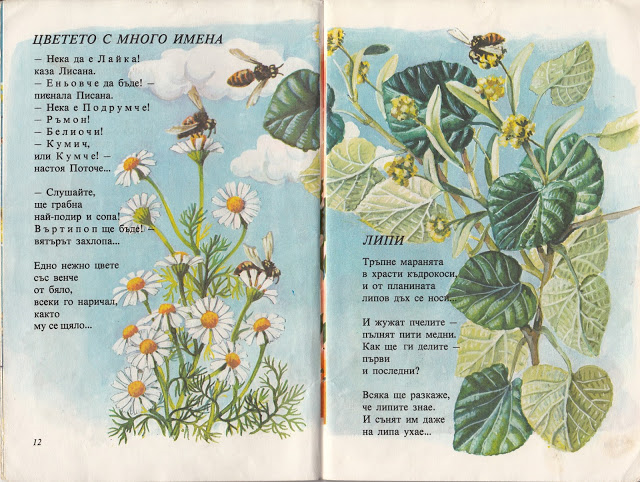 ЦВЕТЕТО С МНОГО ИМЕНА
— Нека да е Лайка!
каза Лисана.
— Еньовче да бъде! —
пикнала Писана.
— Нека е Подрумче!
— Ръмон!
— Белиочи!
— Кумич,
или Кумче! —
настоя Поточе...
— Слушайте,
ще грабна
най-подир и сопа!
Въртипоп ще бъде! —
вятърът захлопа...
Едно нежно цвете
със венче
от бяло,
всеки го наричал,
както
му се щяло...
12
ЛИПИ
Тръпне маранята
в храсти къдрокоси,
и от планината
липов дъх се носи...
И жужат пчелите —
пълнят пити медни.
Как ще ги делите —
първи
и последни?
Всяка ще разкаже,
че липите знае.
И сънят им даже
на липа ухае...